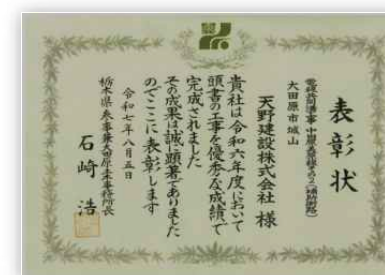 表彰状
大田原市城山
天野建設株式会社 様
貴社は令和六年度において
頭書の工事を優秀な成績で
完成されました
その成果は誠に顕著でありました
のでここに表彰します
令和七年八月五日
栃木県大田原土木事務所長
石崎 浩